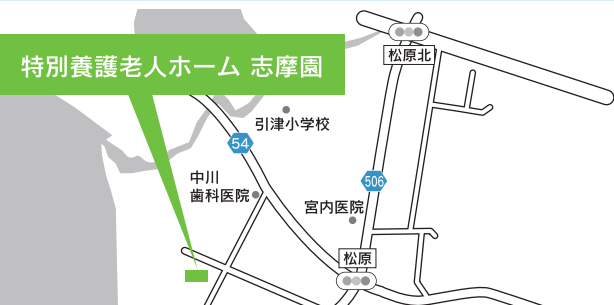 松原北
特別養護老人ホーム 志摩園
引津小学校
54
中川
歯科医院
506
宮内医院
松原